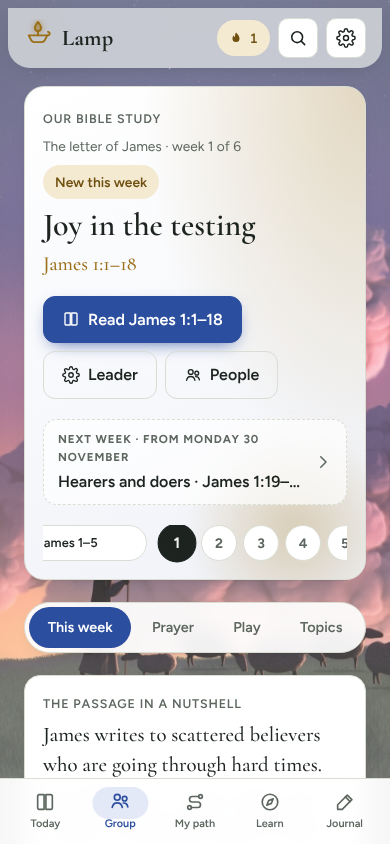 Lamp
1
OUR BIBLE STUDY
The letter of James · week 1 of 6
New this week
Joy in the testing
James 1:1–18
Read James 1:1–18
Leader
People
NEXT WEEK · FROM MONDAY 30
NOVEMBER
Hearers and doers · James 1:19–...
ames 1–5
1
2
3
4
5
This week
Prayer
Play
Topics
THE PASSAGE IN A NUTSHELL
James writes to scattered believers
who are going through hard times.
Today
Group
My path
Learn
Journal